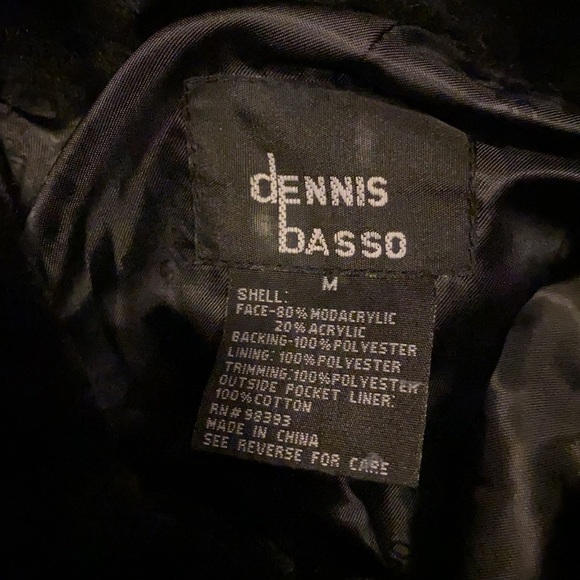 dENNIS
bASSO
M
SHELL:
FACE-80% MODACRYLIC
20% ACRYLIC
BACKING-100% POLYESTER
LINING: 100% POLYESTER
TRIMMING: 100% POLYESTER
OUTSIDE POCKET LINER:
100% COTTON
RN# 98393
MADE IN CHINA
SEE REVERSE FOR CARE